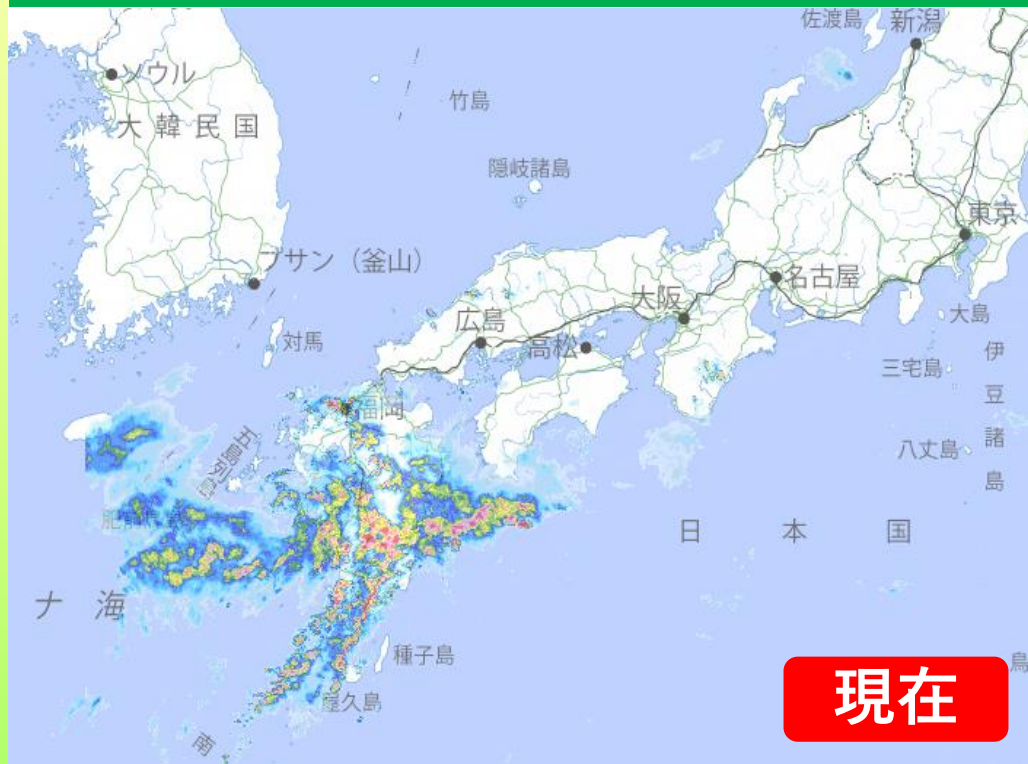 佐渡島
新潟
ソウル
竹島
大韓民国
隠岐諸島
東京
プサン（釜山）
名古屋
大阪
大島
広島
対馬
高松
伊豆諸島
三宅島
福岡
五島列島
八丈島
日本国
ナ海
種子島
屋久島
鳥
南
現在